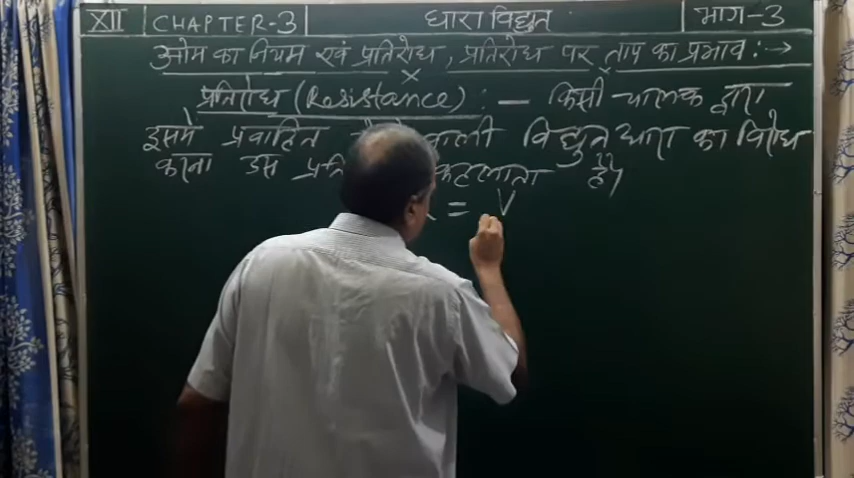 XII CHAPTER-3 धारा विद्युत भाग-3
ओम का नियम एवं प्रतिरोध, प्रतिरोध पर ताप का प्रभाव:→
प्रतिरोध (Resistance):— किसी चालक द्वारा
इसमें प्रवाहित वाली विद्युत धारा का विरोध
करना उस कहलाता है।
= V